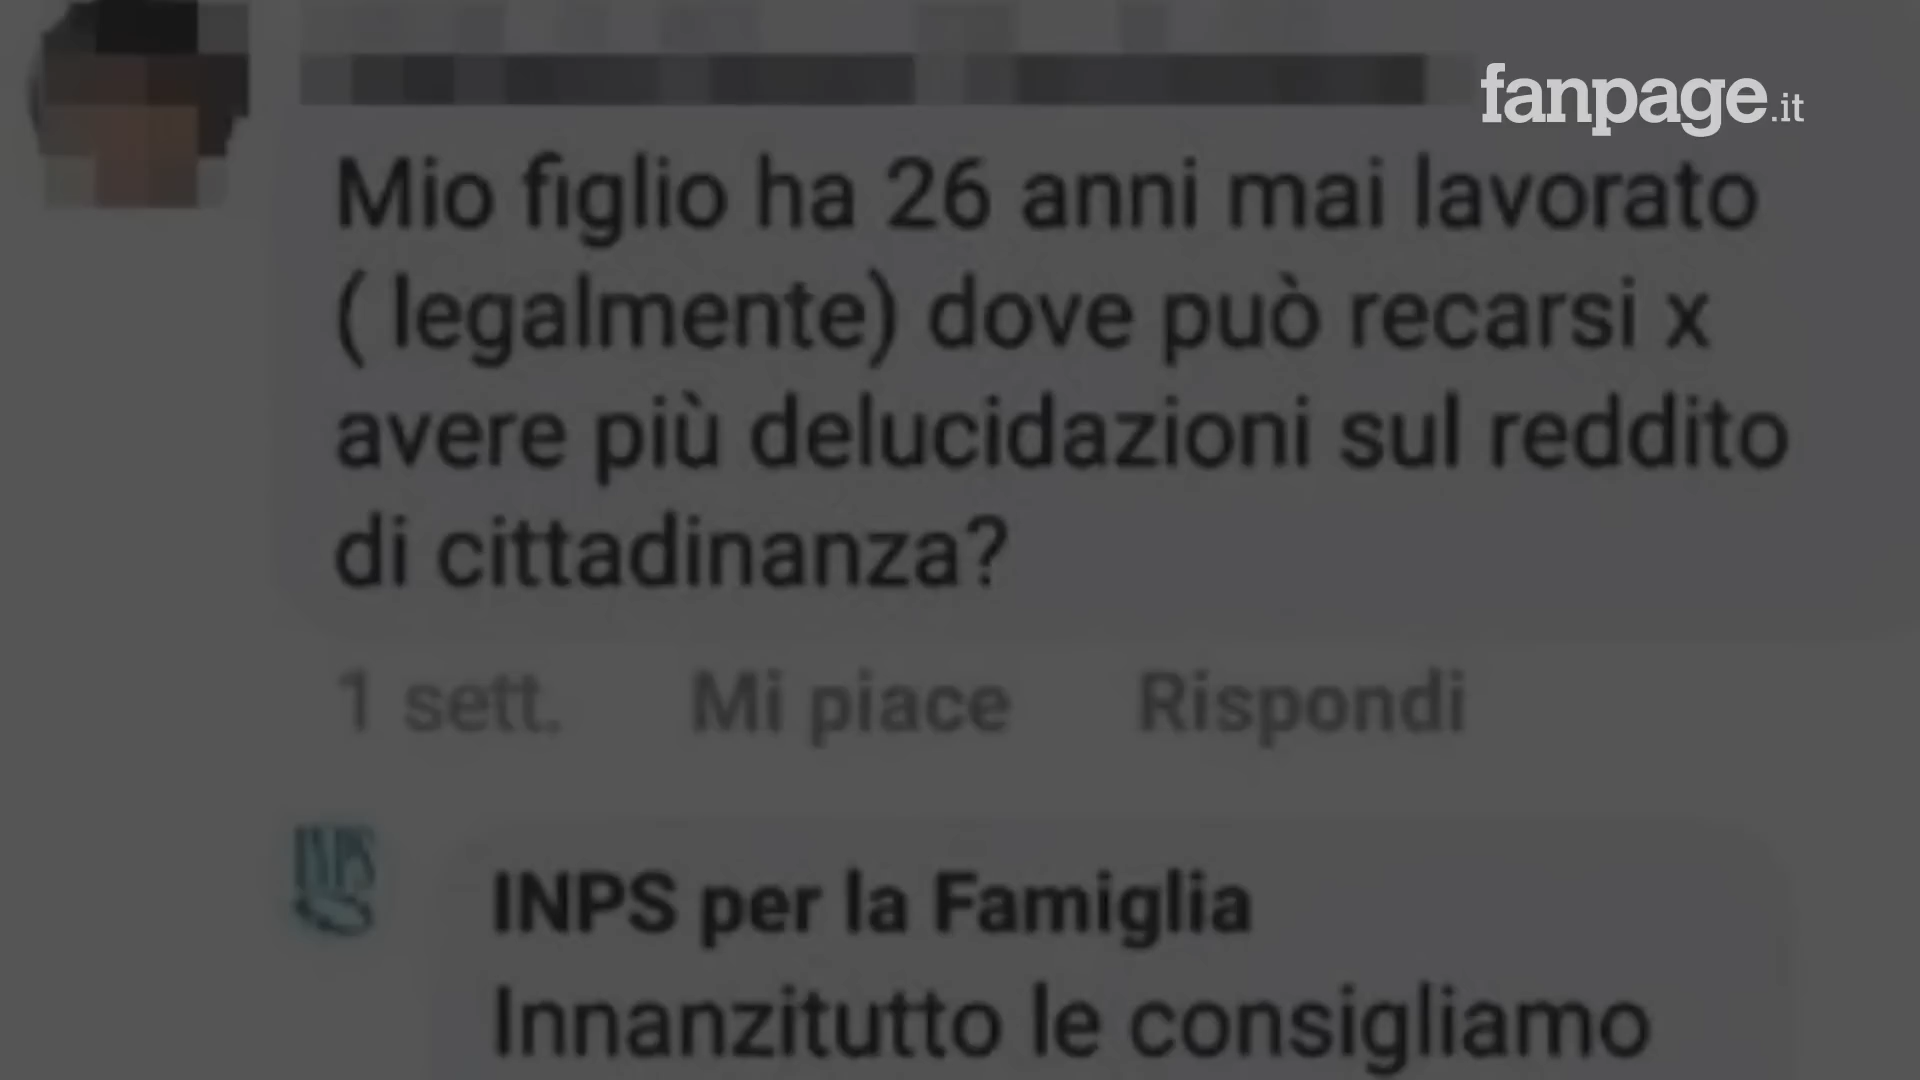 fanpage.it
Mio figlio ha 26 anni mai lavorato
( legalmente) dove può recarsi x
avere più delucidazioni sul reddito
di cittadinanza?
1 sett. Mi piace Rispondi
INPS
INPS per la Famiglia
Innanzitutto le consigliamo